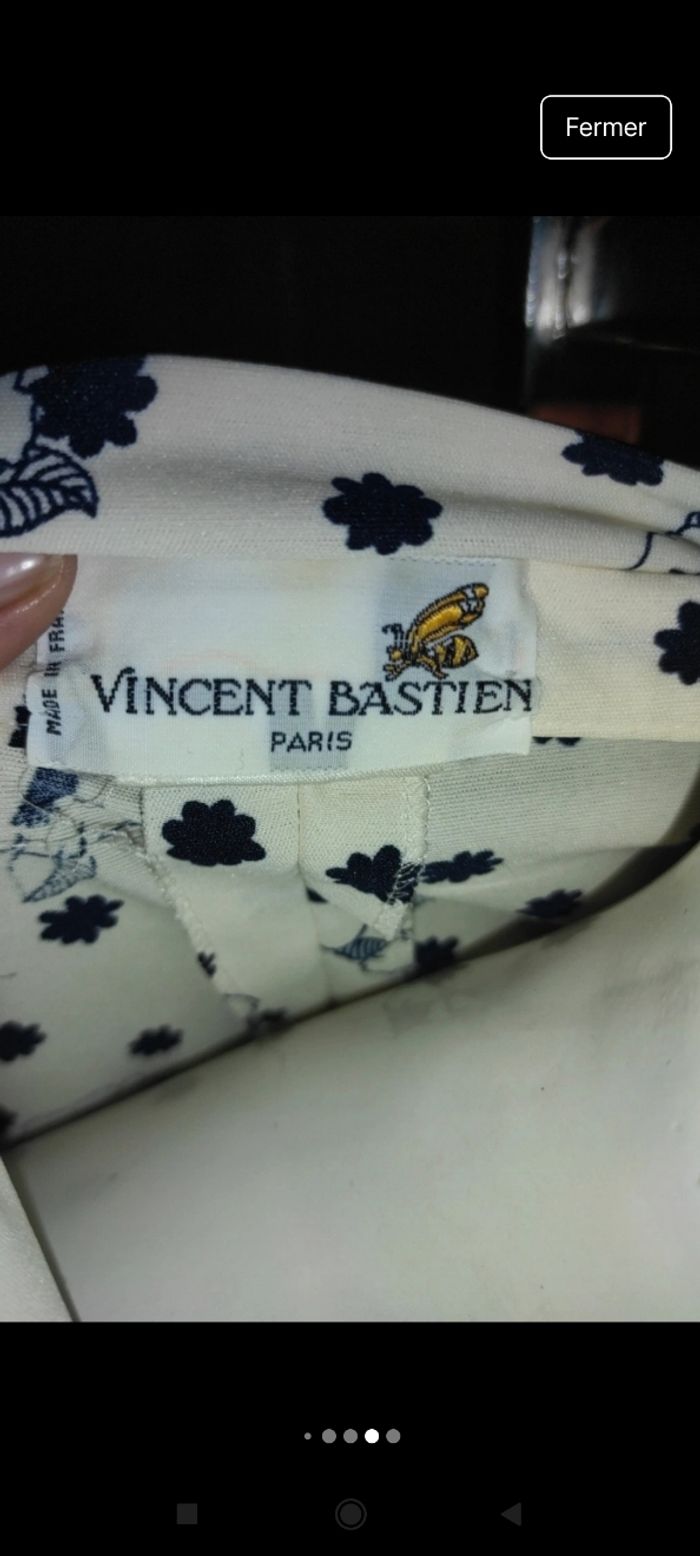 Fermer
MADE IN FRA
VINCENT BASTIEN
PARIS